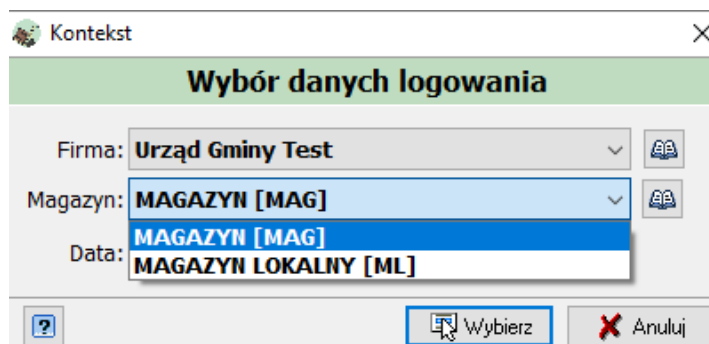 Kontekst
Wybór danych logowania
Firma: Urząd Gminy Test
Magazyn: MAGAZYN [MAG]
MAGAZYN [MAG]
Data:
MAGAZYN LOKALNY [ML]
Wybierz Anuluj